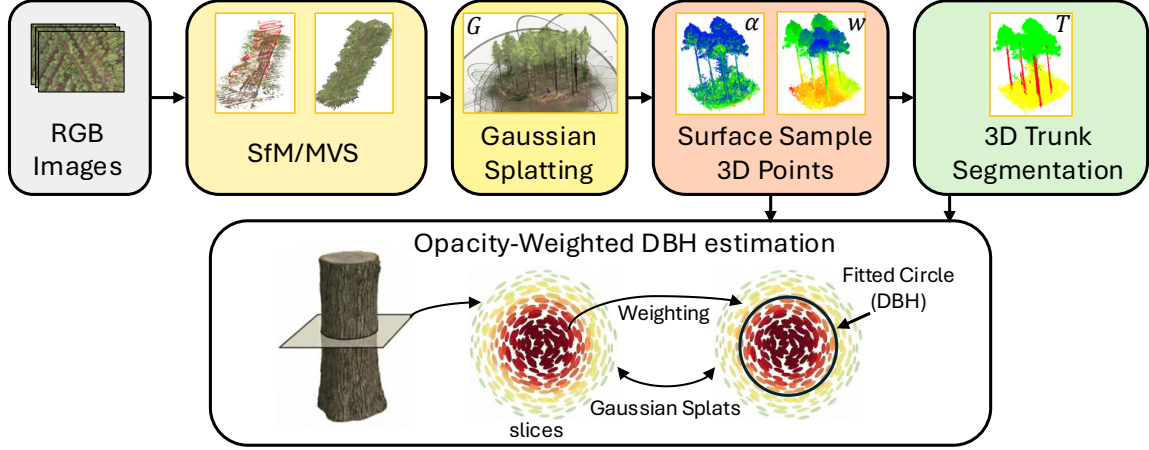 RGB
Images
SfM/MVS
G
Gaussian
Splatting
α
w
Surface Sample
3D Points
T
3D Trunk
Segmentation
Opacity-Weighted DBH estimation
Fitted Circle
(DBH)
Weighting
Gaussian Splats
slices